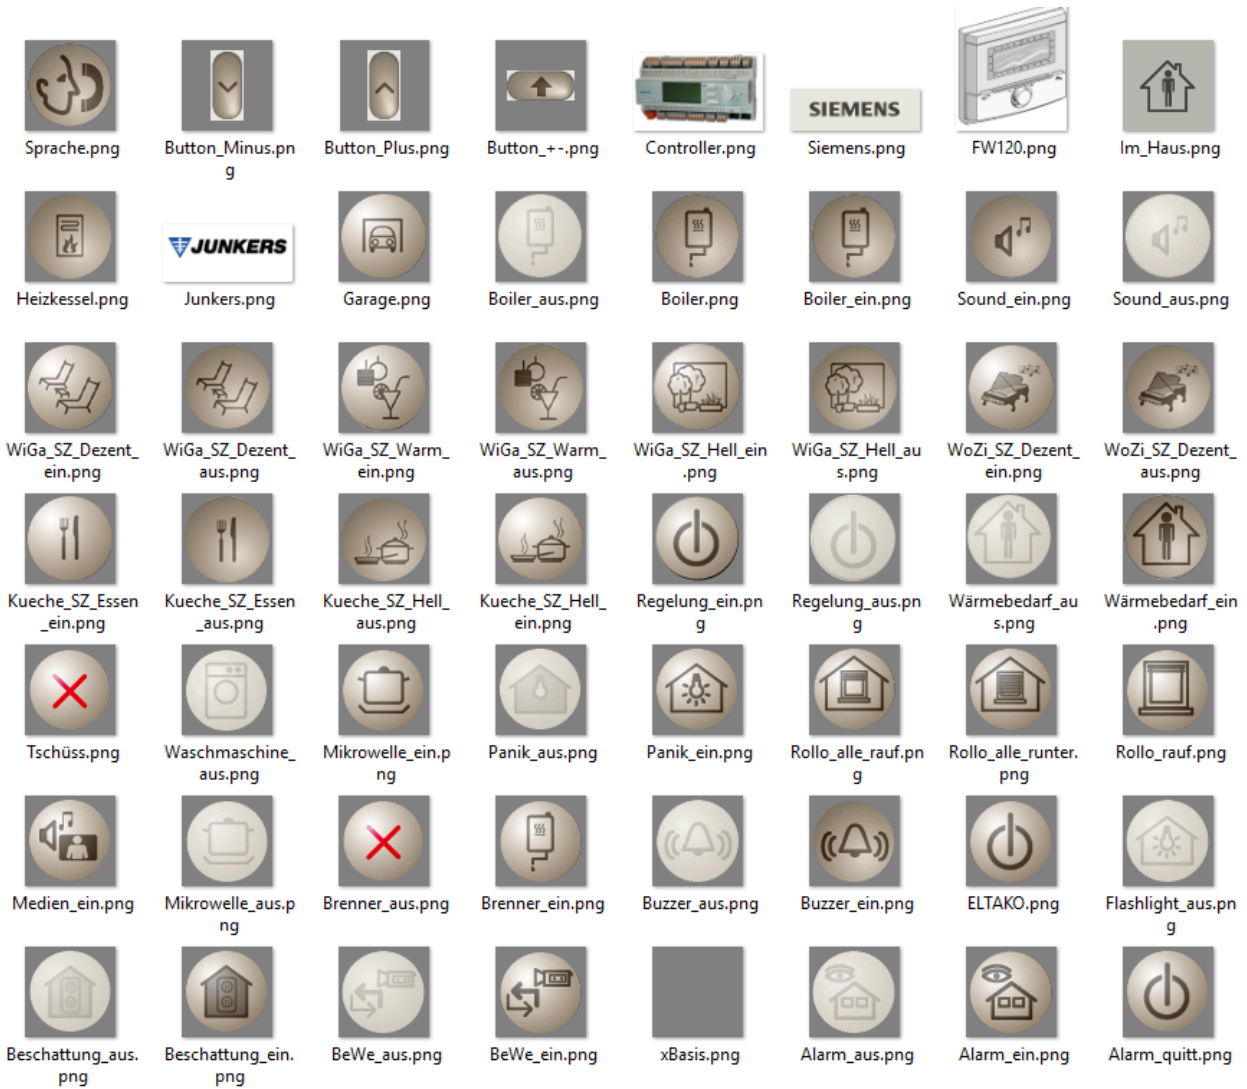 SIEMENS
Sprache.png
Button_Minus.pn
g
Button_Plus.png
Button_+-.png
Controller.png
Siemens.png
FW120.png
Im_Haus.png
JUNKERS
Heizkessel.png
Junkers.png
Garage.png
Boiler_aus.png
Boiler.png
Boiler_ein.png
Sound_ein.png
Sound_aus.png
WiGa_SZ_Dezent_
ein.png
WiGa_SZ_Dezent_
aus.png
WiGa_SZ_Warm_
ein.png
WiGa_SZ_Warm_
aus.png
WiGa_SZ_Hell_ein
.png
WiGa_SZ_Hell_au
s.png
WoZi_SZ_Dezent_
ein.png
WoZi_SZ_Dezent_
aus.png
Kueche_SZ_Essen
_ein.png
Kueche_SZ_Essen
_aus.png
Kueche_SZ_Hell_
aus.png
Kueche_SZ_Hell_
ein.png
Regelung_ein.pn
g
Regelung_aus.pn
g
Wärmebedarf_au
s.png
Wärmebedarf_ein
.png
Tschüss.png
Waschmaschine_
aus.png
Mikrowelle_ein.p
ng
Panik_aus.png
Panik_ein.png
Rollo_alle_rauf.pn
g
Rollo_alle_runter.
png
Rollo_rauf.png
Medien_ein.png
Mikrowelle_aus.p
ng
Brenner_aus.png
Brenner_ein.png
Buzzer_aus.png
Buzzer_ein.png
ELTAKO.png
Flashlight_aus.pn
g
Beschattung_aus.
png
Beschattung_ein.
png
BeWe_aus.png
BeWe_ein.png
xBasis.png
Alarm_aus.png
Alarm_ein.png
Alarm_quitt.png